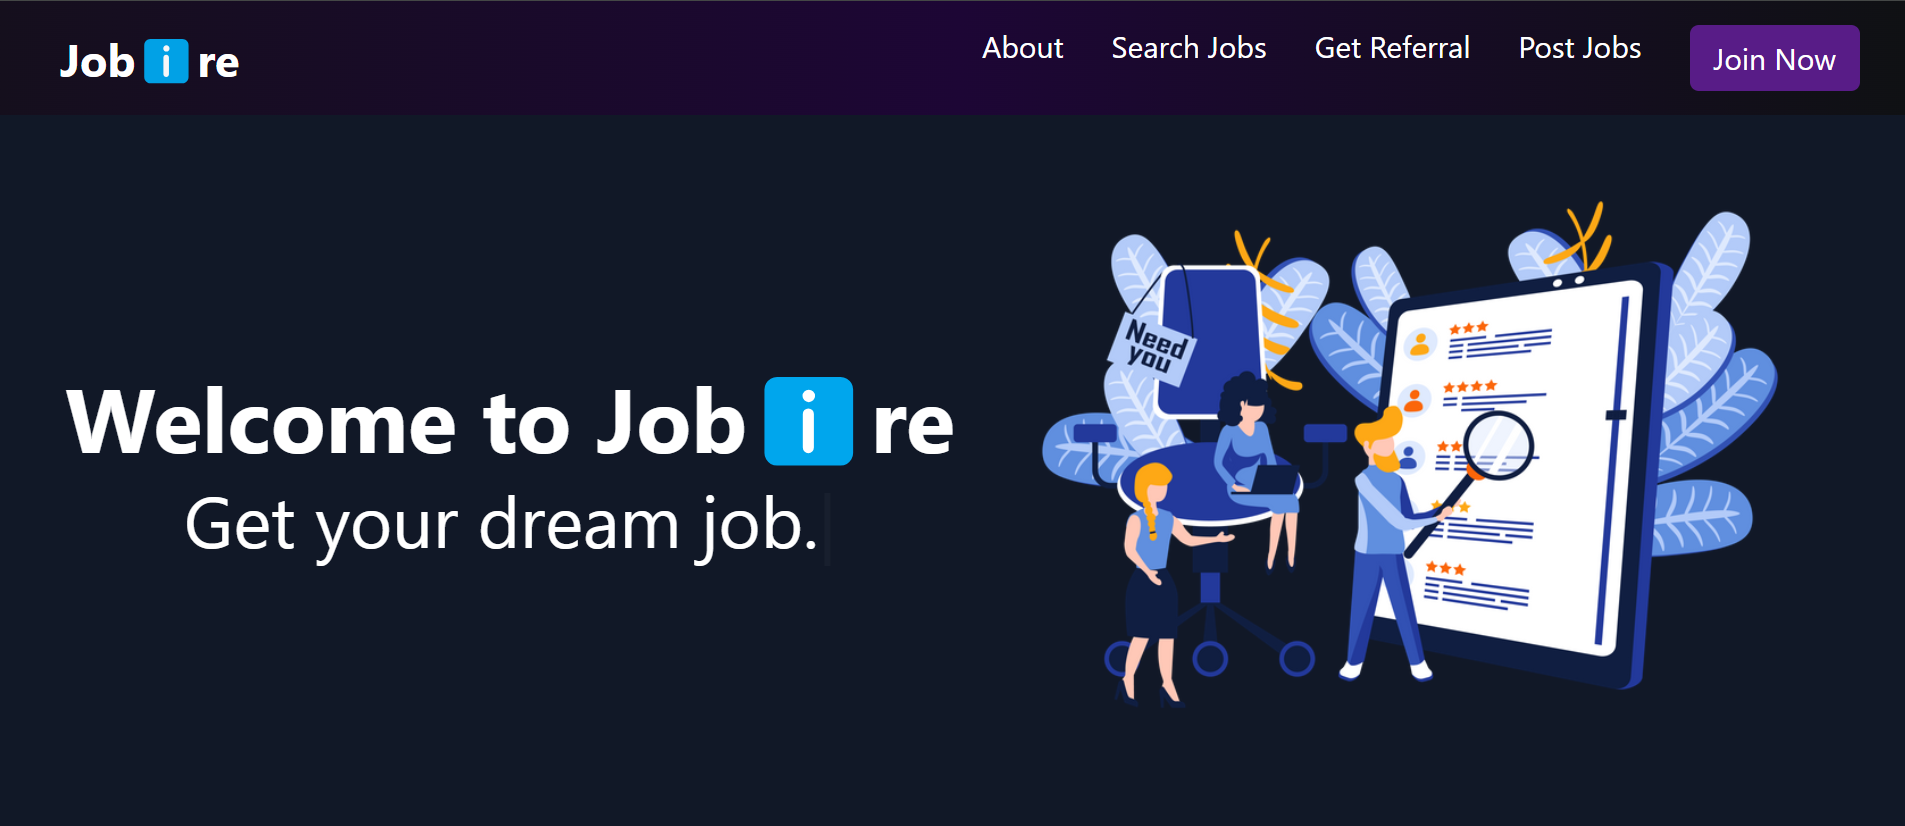 Job ℹ️ re
About
Search Jobs
Get Referral
Post Jobs
Join Now
Welcome to Job ℹ️ re
Get your dream job.
Need
you